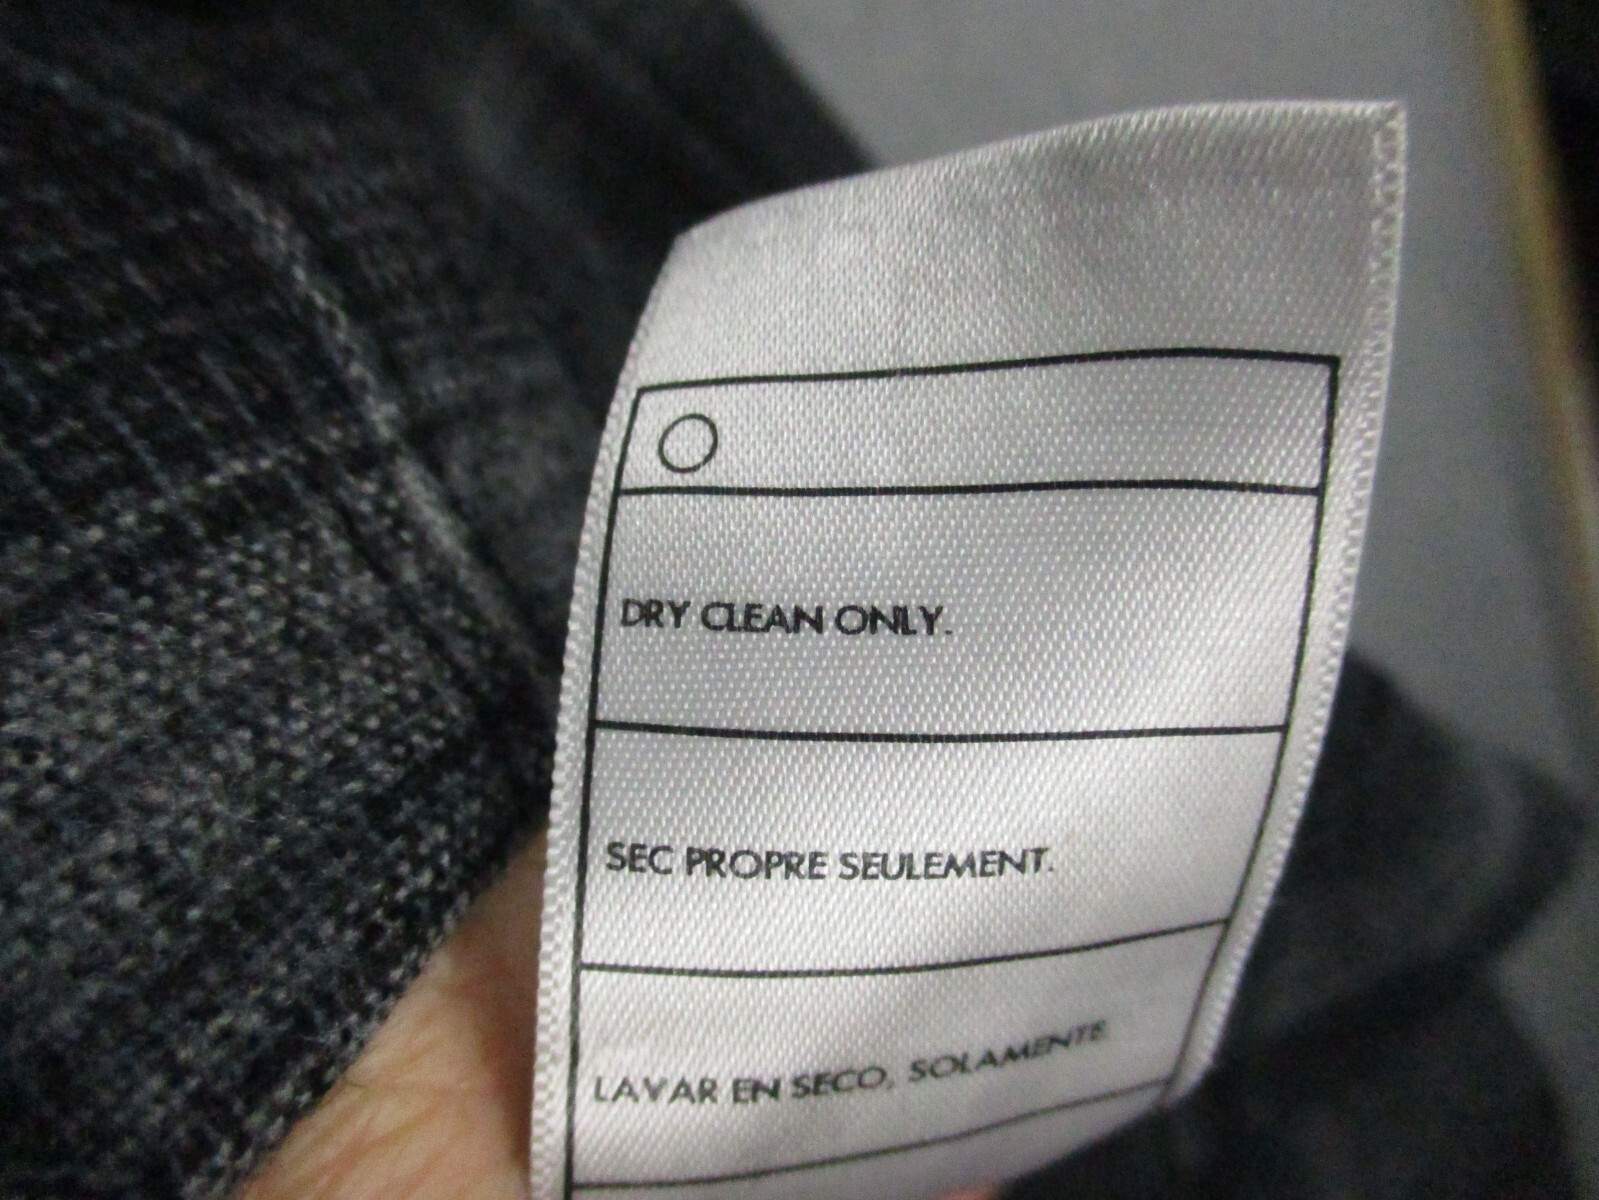 DRY CLEAN ONLY.
SEC PROPRE SEULEMENT.
LAVAR EN SECO, SOLAMENTE